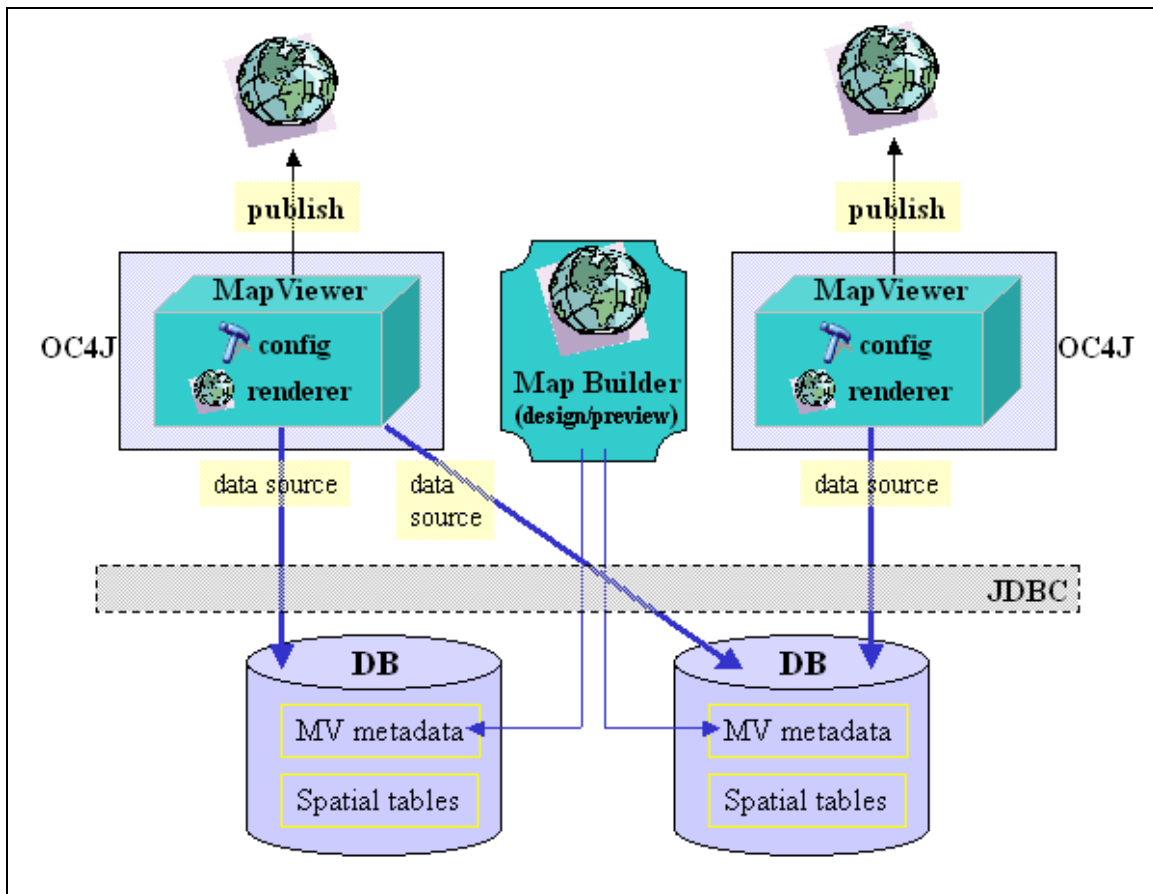 publish
publish
MapViewer
config
renderer
OC4J
Map Builder
(design/preview)
MapViewer
config
renderer
OC4J
data source
data
source
data source
JDBC
DB
MV metadata
Spatial tables
DB
MV metadata
Spatial tables